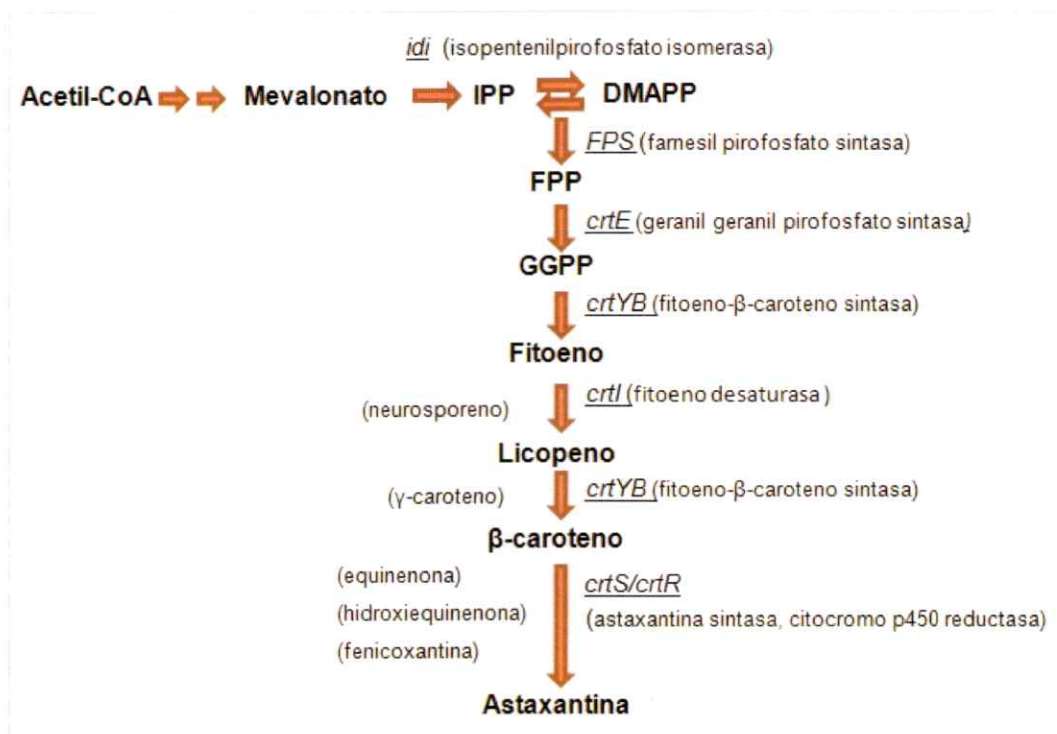 idi (isopentenilpirofosfato isomerasa)
Acetil-CoA Mevalonato IPP DMAPP
FPS (farnesil pirofosfato sintasa)
FPP
crtE (geranil geranil pirofosfato sintasa)
GGPP
crtYB (fitoeno-β-caroteno sintasa)
Fitoeno
(neurosporeno) crtI (fitoeno desaturasa)
Licopeno
(γ-caroteno) crtYB (fitoeno-β-caroteno sintasa)
β-caroteno
(equinenona) crtS/crtR
(hidroxiequinenona) (astaxantina sintasa, citocromo p450 reductasa)
(fenicoxantina)
Astaxantina